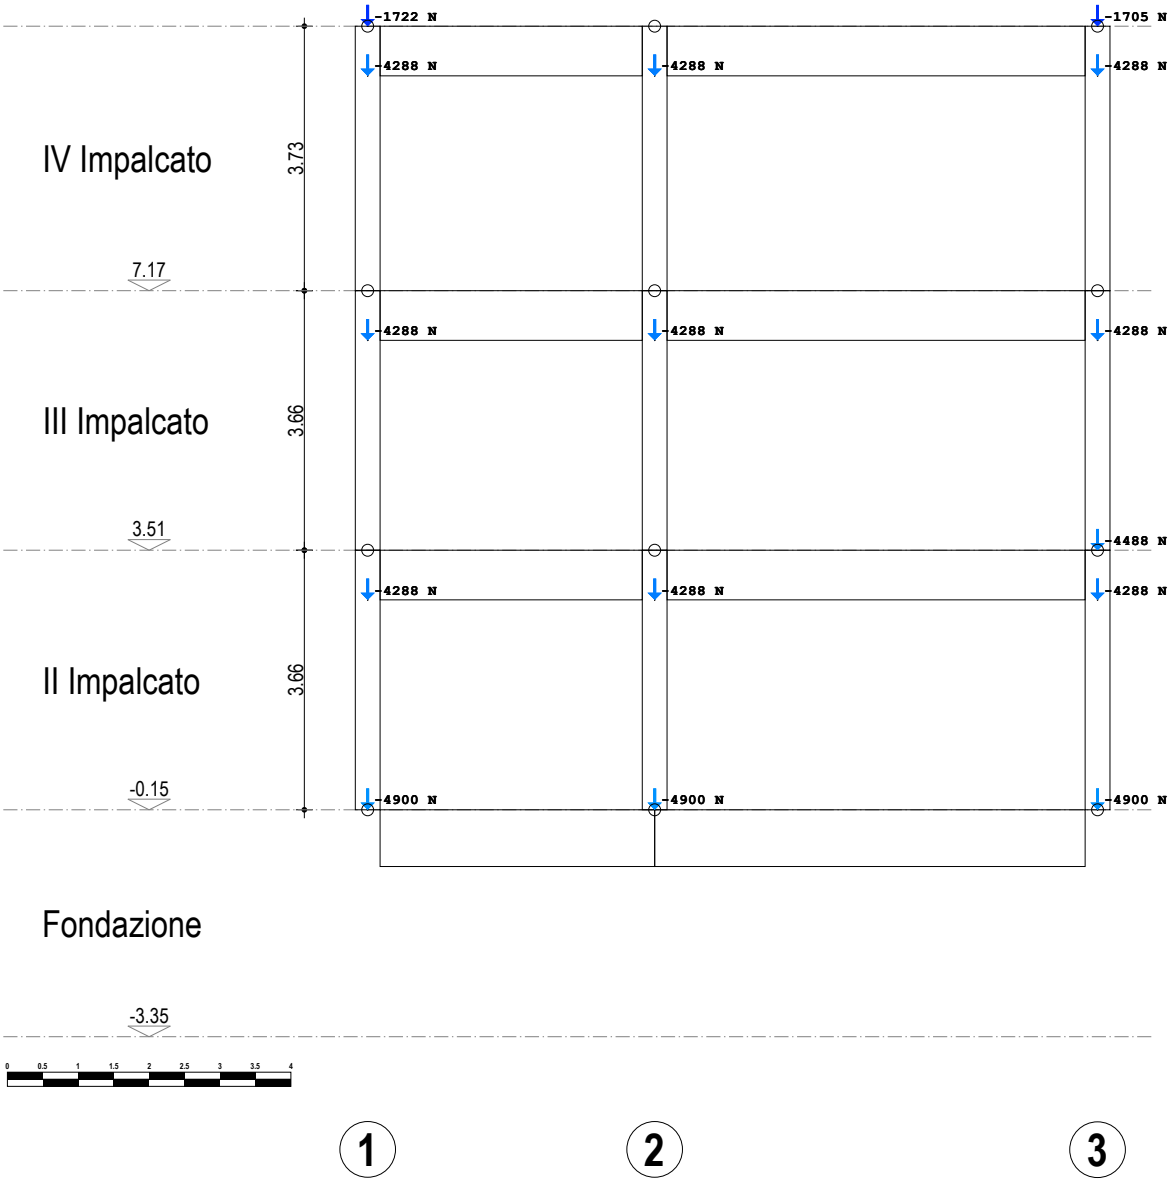 -1722 N
-1705 N
-4288 N
-4288 N
-4288 N
IV Impalcato
3.73
7.17
-4288 N
-4288 N
-4288 N
III Impalcato
3.66
3.51
-4488 N
-4288 N
-4288 N
-4288 N
II Impalcato
3.66
-0.15
-4900 N
-4900 N
-4900 N
Fondazione
-3.35
0 0.5 1 1.5 2 2.5 3 3.5 4
1 2 3